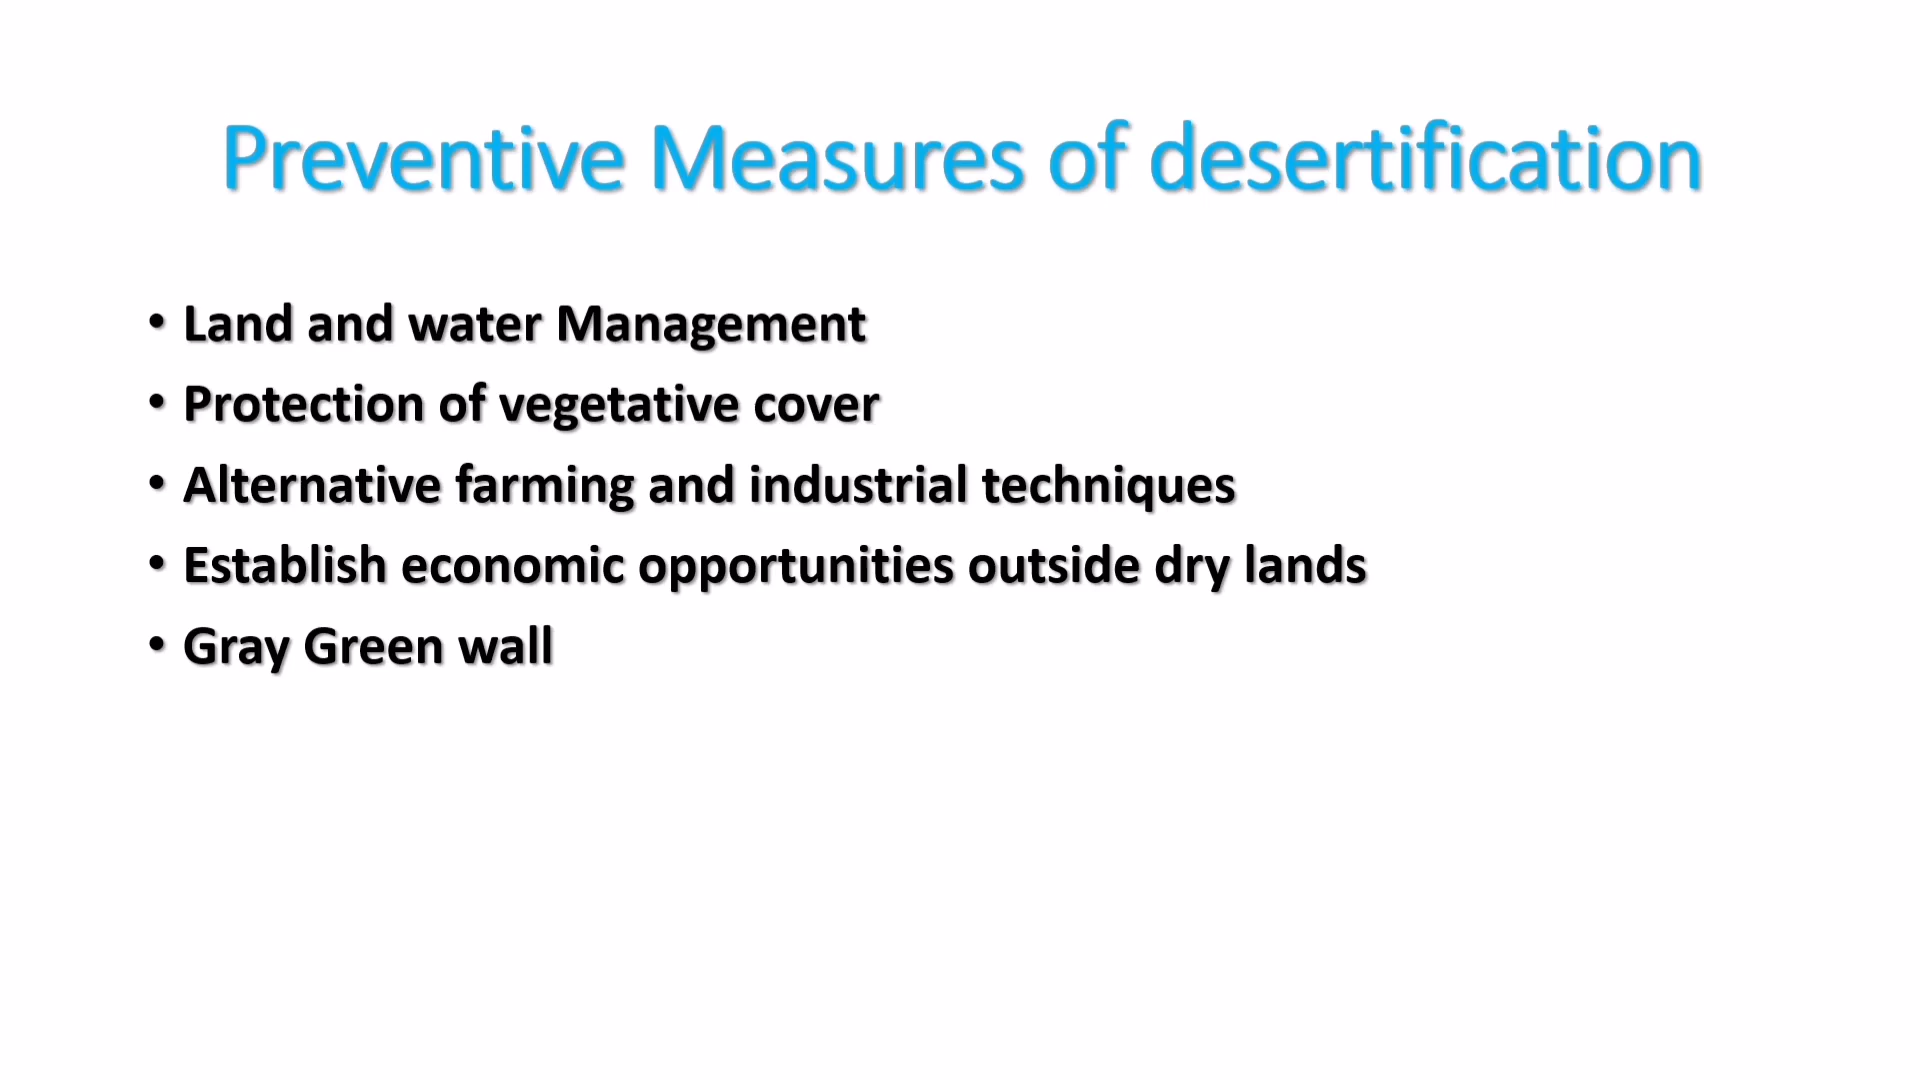 Preventive Measures of desertification
• Land and water Management
• Protection of vegetative cover
• Alternative farming and industrial techniques
• Establish economic opportunities outside dry lands
• Gray Green wall